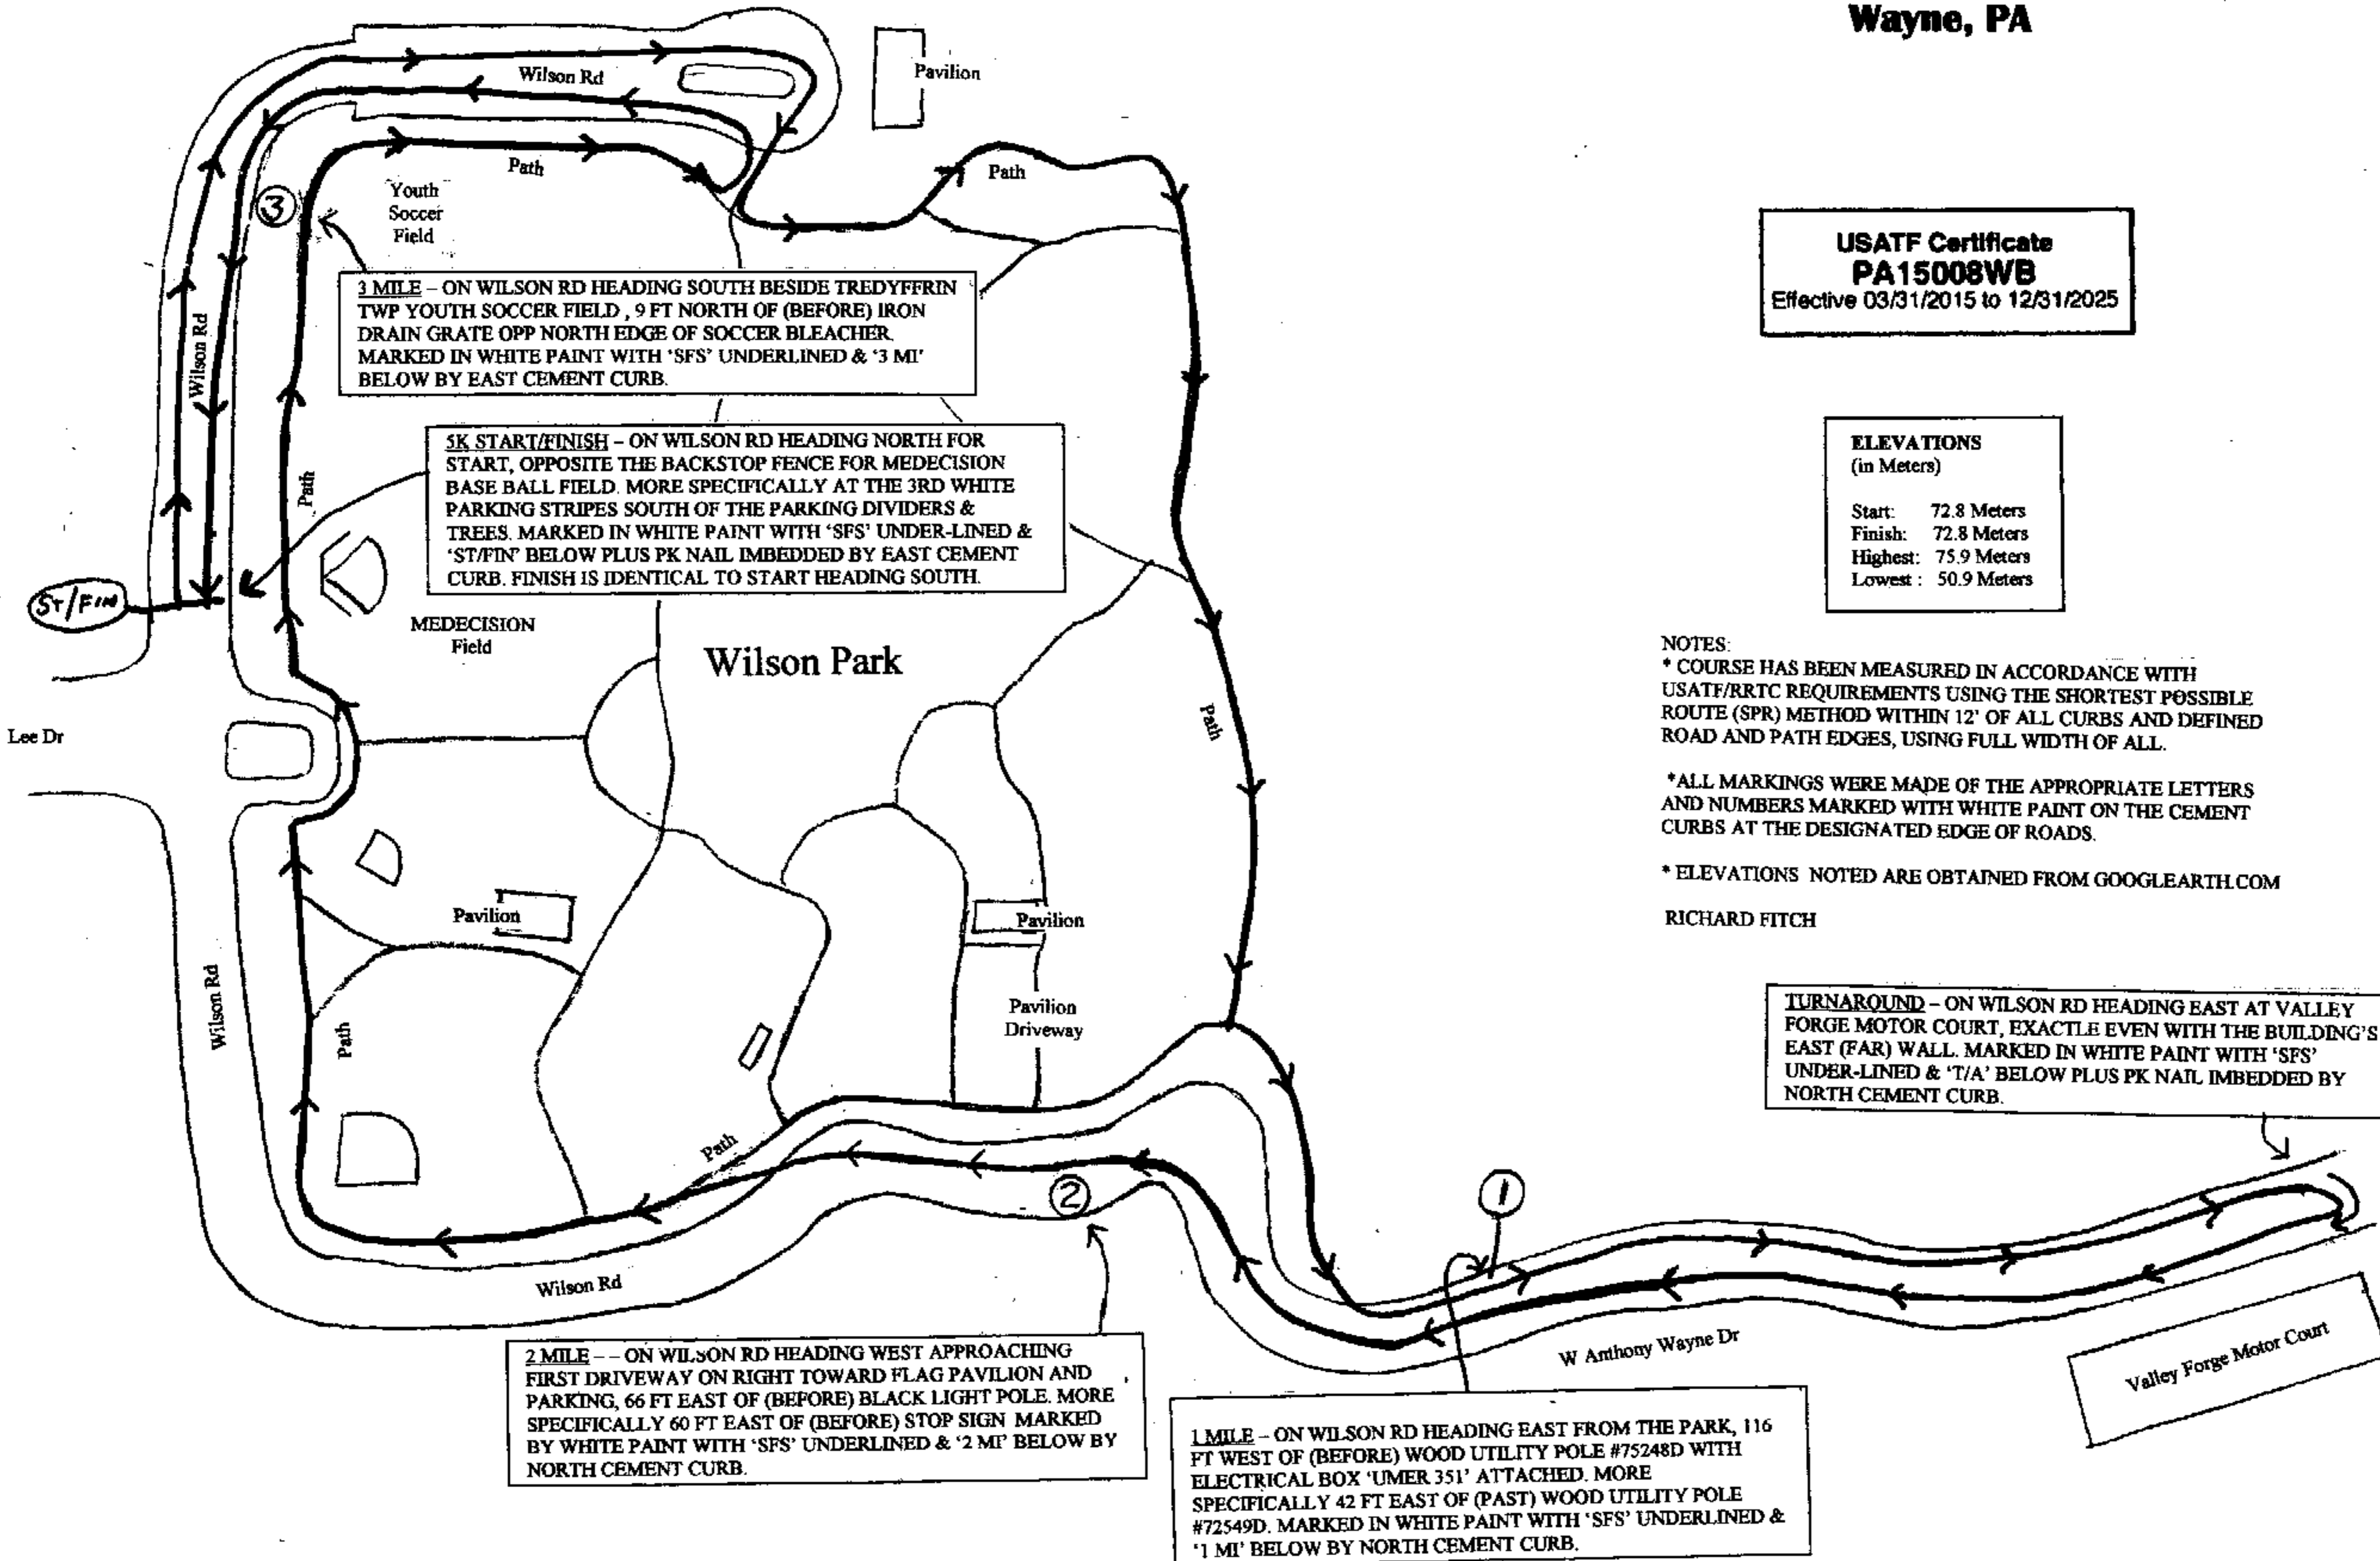 Wayne, PA
Wilson Rd
Pavilion
Path
Path
Youth
Soccer
Field
3
USATF Certificate
PA15008WB
Effective 03/31/2015 to 12/31/2025
3 MILE – ON WILSON RD HEADING SOUTH BESIDE TREDYFFRIN
TWP YOUTH SOCCER FIELD , 9 FT NORTH OF (BEFORE) IRON
DRAIN GRATE OPP NORTH EDGE OF SOCCER BLEACHER.
MARKED IN WHITE PAINT WITH ‘SFS’ UNDERLINED & ‘3 MI’
BELOW BY EAST CEMENT CURB.
Wilson Rd
ELEVATIONS
(in Meters)
Start: 72.8 Meters
Finish: 72.8 Meters
Highest: 75.9 Meters
Lowest : 50.9 Meters
5K START/FINISH – ON WILSON RD HEADING NORTH FOR
START, OPPOSITE THE BACKSTOP FENCE FOR MEDECISION
BASE BALL FIELD. MORE SPECIFICALLY AT THE 3RD WHITE
PARKING STRIPES SOUTH OF THE PARKING DIVIDERS &
TREES. MARKED IN WHITE PAINT WITH ‘SFS’ UNDER-LINED &
‘ST/FIN’ BELOW PLUS PK NAIL IMBEDDED BY EAST CEMENT
CURB. FINISH IS IDENTICAL TO START HEADING SOUTH.
Path
ST/FIN
MEDECISION
Field
Wilson Park
NOTES:
* COURSE HAS BEEN MEASURED IN ACCORDANCE WITH
USATF/RRTC REQUIREMENTS USING THE SHORTEST POSSIBLE
ROUTE (SPR) METHOD WITHIN 12' OF ALL CURBS AND DEFINED
ROAD AND PATH EDGES, USING FULL WIDTH OF ALL.
*ALL MARKINGS WERE MADE OF THE APPROPRIATE LETTERS
AND NUMBERS MARKED WITH WHITE PAINT ON THE CEMENT
CURBS AT THE DESIGNATED EDGE OF ROADS.
* ELEVATIONS NOTED ARE OBTAINED FROM GOOGLEARTH.COM
RICHARD FITCH
Path
Lee Dr
Pavilion
Pavilion
Wilson Rd
Path
Pavilion
Driveway
TURNAROUND – ON WILSON RD HEADING EAST AT VALLEY
FORGE MOTOR COURT, EXACTLE EVEN WITH THE BUILDING'S
EAST (FAR) WALL. MARKED IN WHITE PAINT WITH ‘SFS’
UNDER-LINED & ‘T/A’ BELOW PLUS PK NAIL IMBEDDED BY
NORTH CEMENT CURB.
Path
2
1
Wilson Rd
W Anthony Wayne Dr
Valley Forge Motor Court
2 MILE – – ON WILSON RD HEADING WEST APPROACHING
FIRST DRIVEWAY ON RIGHT TOWARD FLAG PAVILION AND
PARKING, 66 FT EAST OF (BEFORE) BLACK LIGHT POLE. MORE
SPECIFICALLY 60 FT EAST OF (BEFORE) STOP SIGN MARKED
BY WHITE PAINT WITH ‘SFS’ UNDERLINED & ‘2 MI’ BELOW BY
NORTH CEMENT CURB.
1 MILE – ON WILSON RD HEADING EAST FROM THE PARK, 116
FT WEST OF (BEFORE) WOOD UTILITY POLE #75248D WITH
ELECTRICAL BOX ‘UMER 351’ ATTACHED. MORE
SPECIFICALLY 42 FT EAST OF (PAST) WOOD UTILITY POLE
#72549D. MARKED IN WHITE PAINT WITH ‘SFS’ UNDERLINED &
‘1 MI’ BELOW BY NORTH CEMENT CURB.